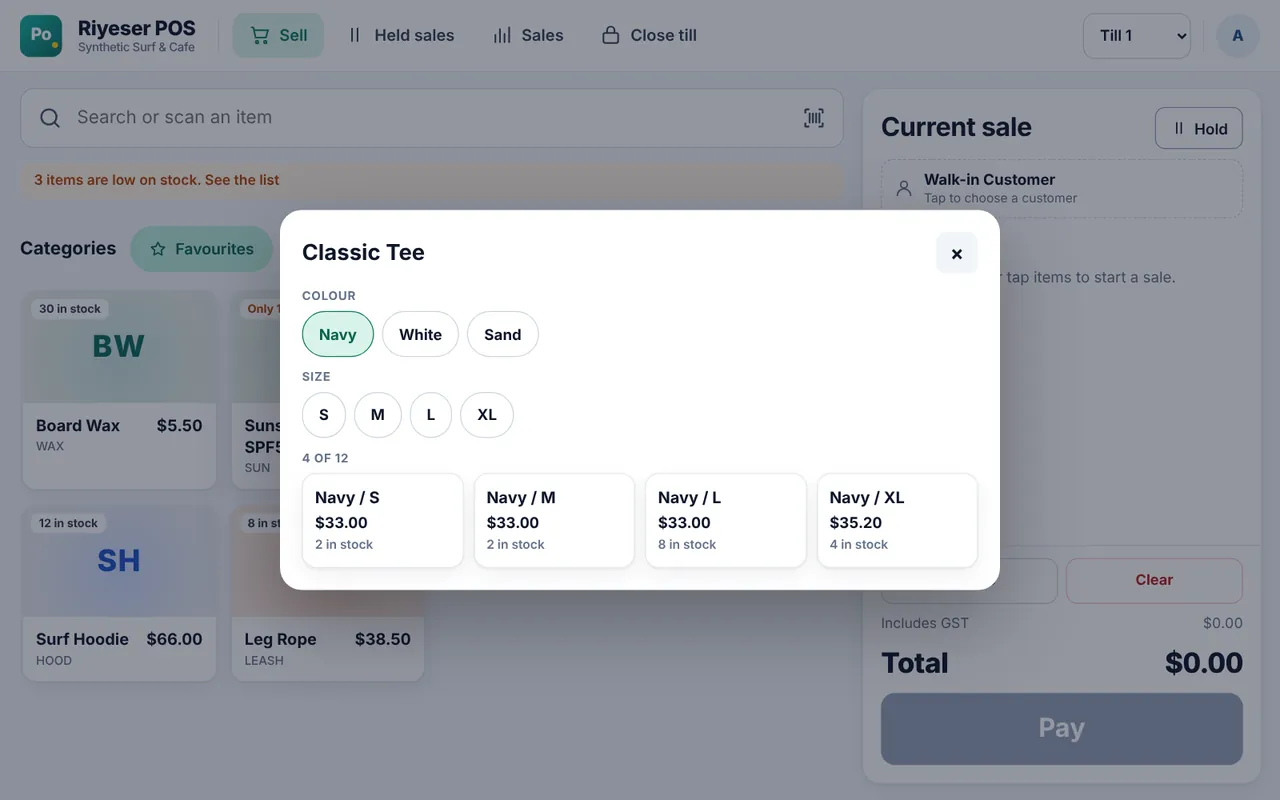 Po
Riyeser POS
Synthetic Surf & Cafe
Sell
Held sales
Sales
Close till
Till 1
A
Search or scan an item
3 items are low on stock. See the list
Categories
Favourites
30 in stock
BW
Board Wax $5.50
WAX
Only 1
Suns
SPF5
SUN
12 in stock
SH
Surf Hoodie $66.00
HOOD
8 in st
Leg Rope $38.50
LEASH
Classic Tee
×
COLOUR
Navy White Sand
SIZE
S M L XL
4 OF 12
Navy / S
$33.00
2 in stock
Navy / M
$33.00
2 in stock
Navy / L
$33.00
8 in stock
Navy / XL
$35.20
4 in stock
Current sale
Hold
Walk-in Customer
Tap to choose a customer
tap items to start a sale.
Clear
Includes GST $0.00
Total $0.00
Pay